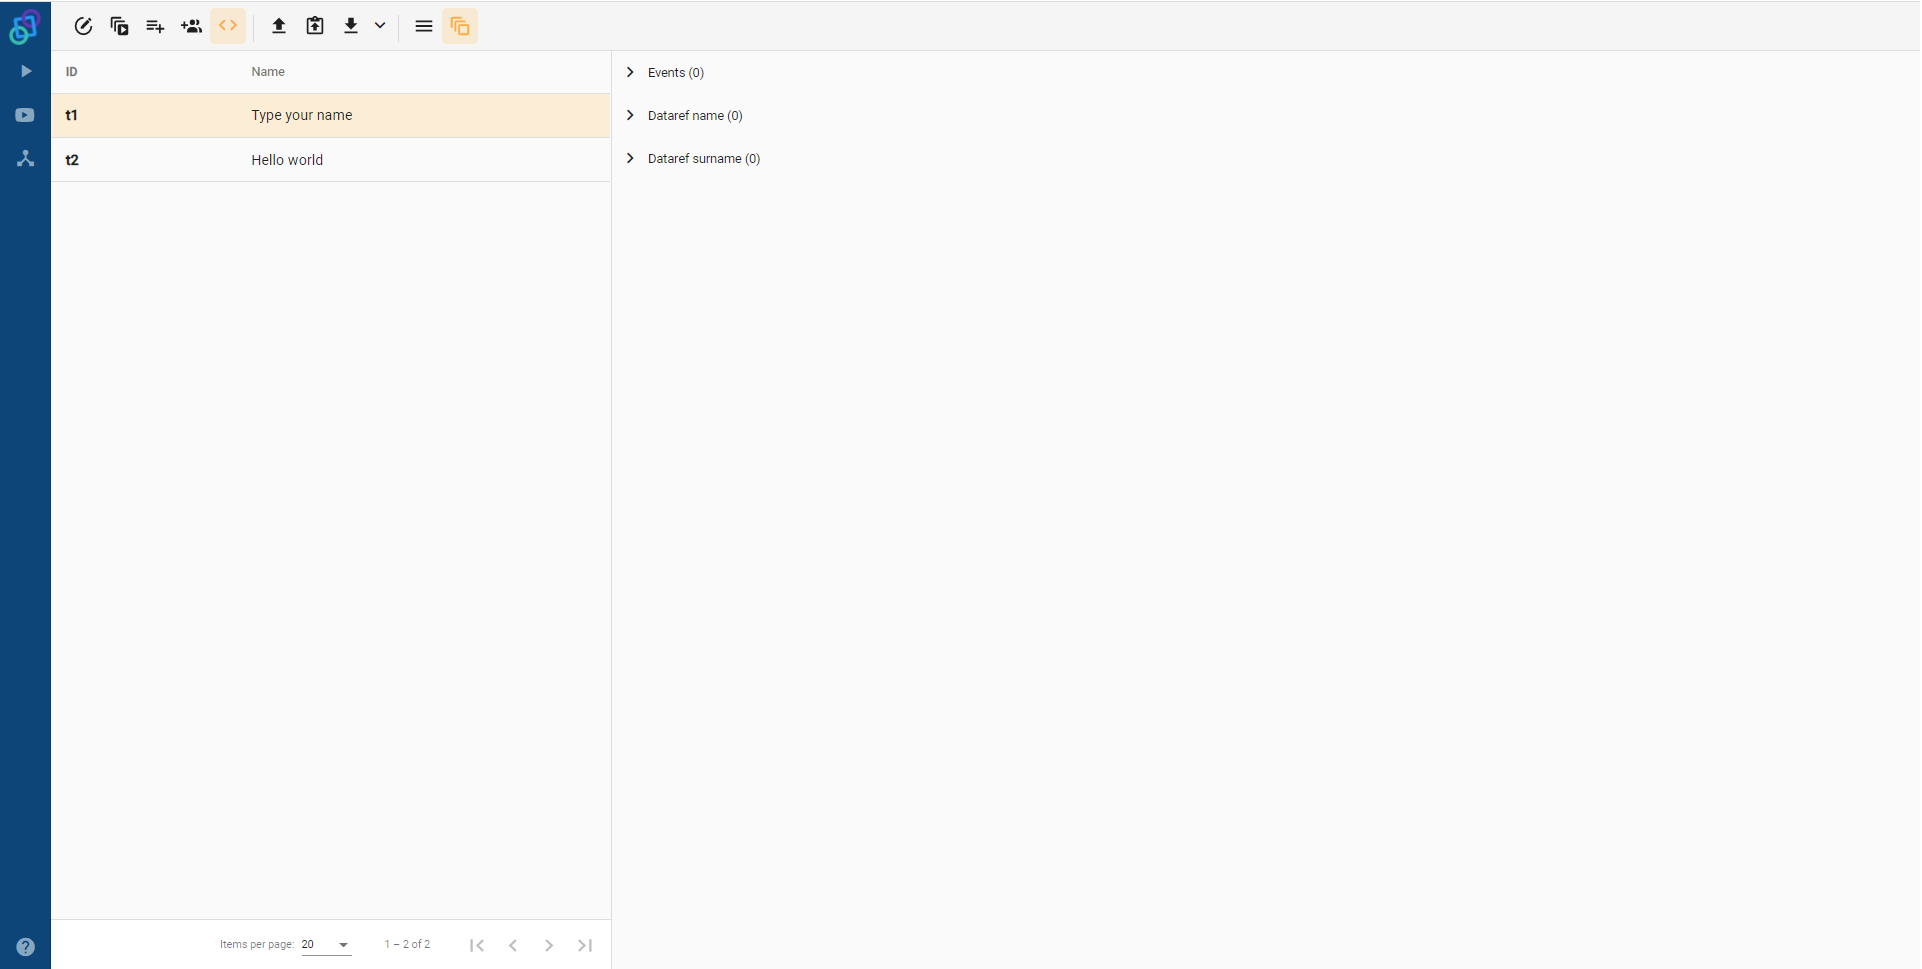 ID Name
t1 Type your name
t2 Hello world
Events (0)
Dataref name (0)
Dataref surname (0)
Items per page: 20 1 – 2 of 2